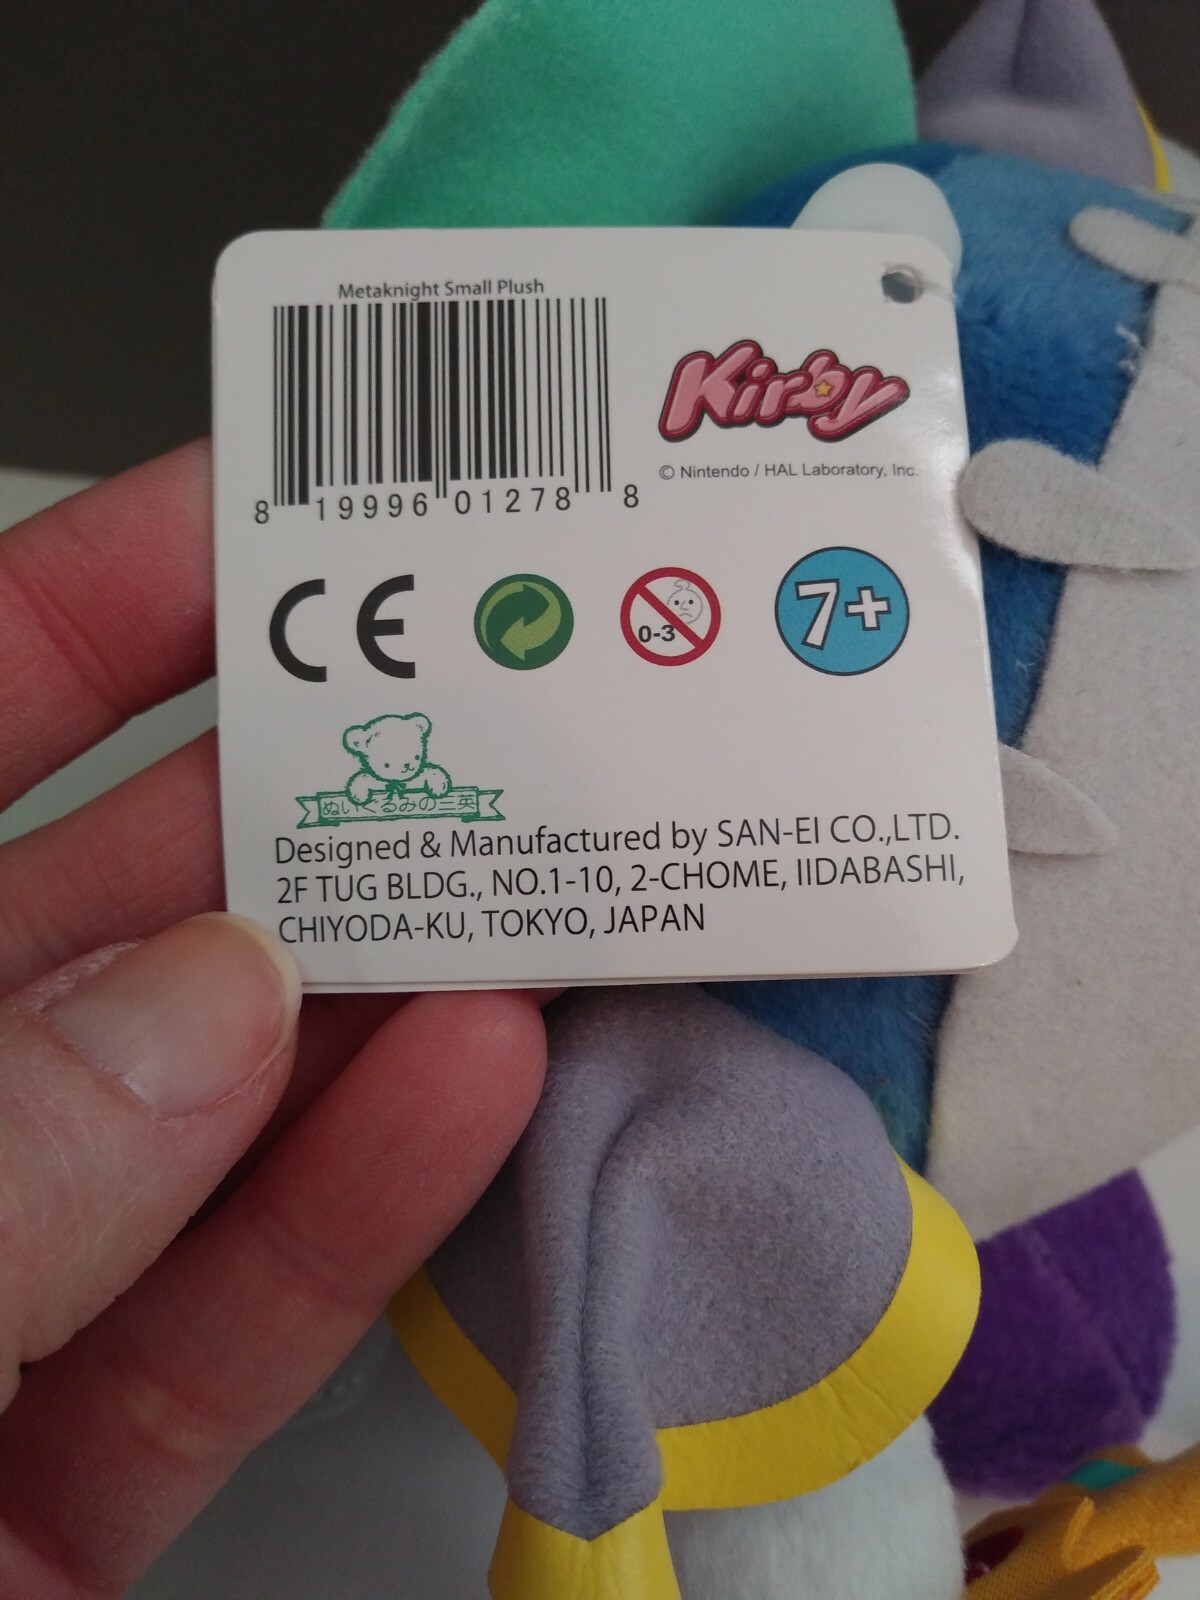 Metaknight Small Plush
8 19996 01278 8
Kirby
© Nintendo / HAL Laboratory, Inc.
CE
0-3
7+
ぬいぐるみの三英
Designed & Manufactured by SAN-EI CO.,LTD.
2F TUG BLDG., NO.1-10, 2-CHOME, IIDABASHI,
CHIYODA-KU, TOKYO, JAPAN